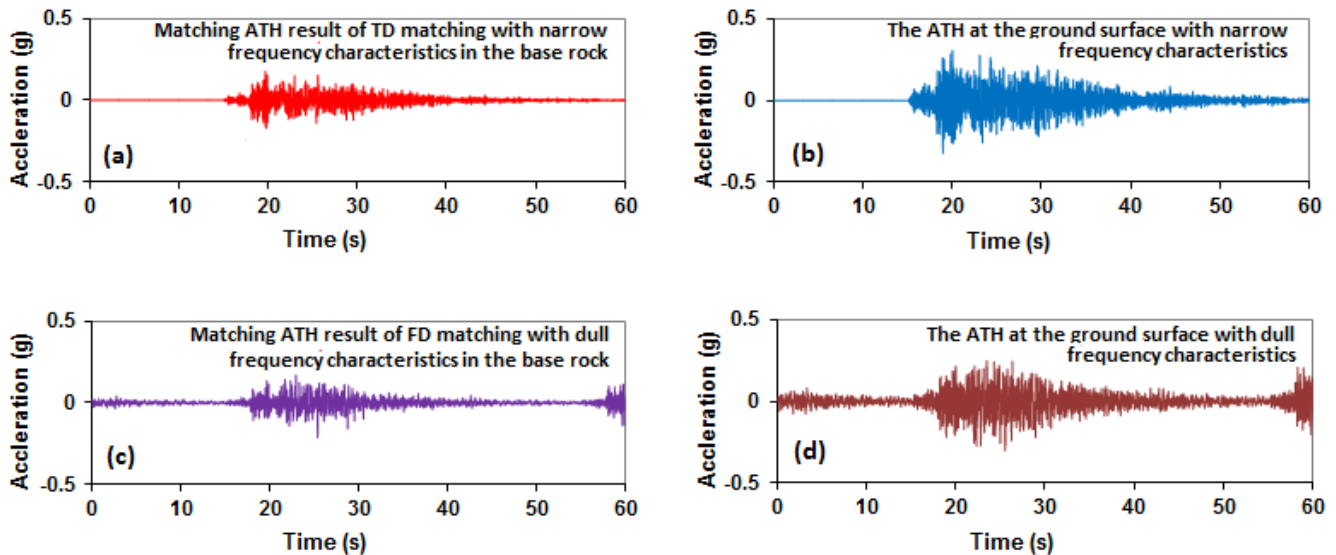 Matching ATH result of TD matching with narrow
frequency characteristics in the base rock
Accleration (g)
0.5
0
-0.5
(a)
0 10 20 30 40 50 60
Time (s)
The ATH at the ground surface with narrow
frequency characteristics
Accleration (g)
0.5
0
-0.5
(b)
0 10 20 30 40 50 60
Time (s)
Matching ATH result of FD matching with dull
frequency characteristics in the base rock
Accleration (g)
0.5
0
-0.5
(c)
0 10 20 30 40 50 60
Time (s)
The ATH at the ground surface with dull
frequency characteristics
Accleration (g)
0.5
0
-0.5
(d)
0 10 20 30 40 50 60
Time (s)